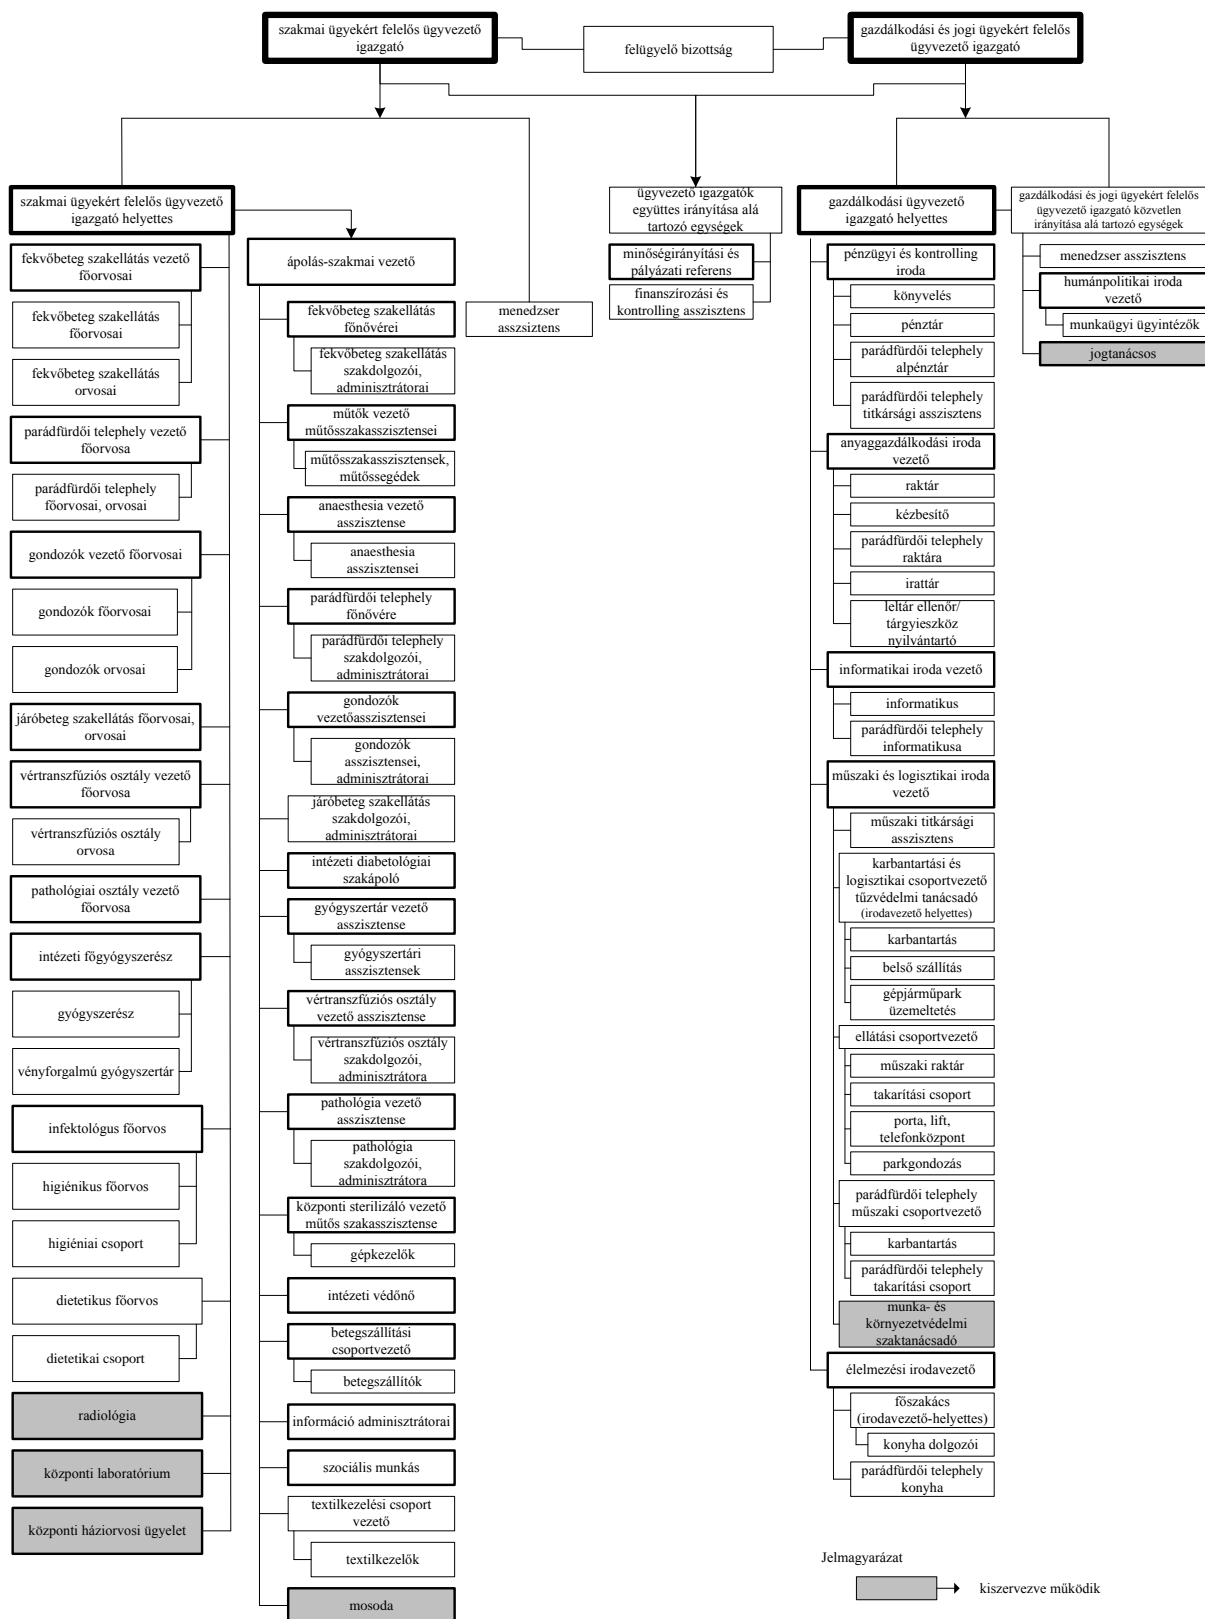 szakmai ügyekért felelős ügyvezető
igazgató
felügyelő bizottság
gazdálkodási és jogi ügyekért felelős
ügyvezető igazgató
szakmai ügyekért felelős ügyvezető
igazgató helyettes
fekvőbeteg szakellátás vezető
főorvosai
fekvőbeteg szakellátás
főorvosai
fekvőbeteg szakellátás
orvosai
parádfürdői telephely vezető
főorvosa
parádfürdői telephely
főorvosai, orvosai
gondozók vezető főorvosai
gondozók főorvosai
gondozók orvosai
járóbeteg szakellátás főorvosai,
orvosai
vértranszfúziós osztály vezető
főorvosa
vértranszfúziós osztály
orvosa
pathológiai osztály vezető
főorvosa
intézeti főgyógyszerész
gyógyszerész
vényforgalmú gyógyszertár
infektológus főorvos
higiénikus főorvos
higiéniai csoport
dietetikus főorvos
dietetikai csoport
radiológia
központi laboratórium
központi háziorvosi ügyelet
ápolás-szakmai vezető
fekvőbeteg szakellátás
főnővérei
fekvőbeteg szakellátás
szakdolgozói,
adminisztrátorai
műtők vezető
műtősszakasszisztensei
műtősszakasszisztensek,
műtőssegédek
anaesthesia vezető
asszisztense
anaesthesia
asszisztensei
parádfürdői telephely
főnővére
parádfürdői telephely
szakdolgozói,
adminisztrátorai
gondozók
vezetőasszisztensei
gondozók
asszisztensei,
adminisztrátorai
járóbeteg szakellátás
szakdolgozói,
adminisztrátorai
intézeti diabetológiai
szakápoló
gyógyszertár vezető
asszisztense
gyógyszertári
asszisztensek
vértranszfúziós osztály
vezető asszisztense
vértranszfúziós osztály
szakdolgozói,
adminisztrátora
pathológia vezető
asszisztense
pathológia
szakdolgozói,
adminisztrátora
központi sterilizáló vezető
műtős szakasszisztense
gépkezelők
intézeti védőnő
betegszállítási
csoportvezető
betegszállítók
információ adminisztrátorai
szociális munkás
textilkezelési csoport
vezető
textilkezelők
mosoda
menedzser
asszsiztens
ügyvezető igazgatók
együttes irányítása alá
tartozó egységek
minőségirányítási és
pályázati referens
finanszírozási és
kontrolling asszisztens
gazdálkodási ügyvezető
igazgató helyettes
pénzügyi és kontrolling
iroda
könyvelés
pénztár
parádfürdői telephely
alpénztár
parádfürdői telephely
titkársági asszisztens
anyaggazdálkodási iroda
vezető
raktár
kézbesítő
parádfürdői telephely
raktára
irattár
leltár ellenőr/
tárgyieszköz
nyilvántartó
informatikai iroda vezető
informatikus
parádfürdői telephely
informatikusa
műszaki és logisztikai iroda
vezető
műszaki titkársági
asszisztens
karbantartási és
logisztikai csoportvezető
tűzvédelmi tanácsadó
(irodavezető helyettes)
karbantartás
belső szállítás
gépjárműpark
üzemeltetés
ellátási csoportvezető
műszaki raktár
takarítási csoport
porta, lift,
telefonközpont
parkgondozás
parádfürdői telephely
műszaki csoportvezető
karbantartás
parádfürdői telephely
takarítási csoport
munka- és
környezetvédelmi
szaktanácsadó
élelmezési irodavezető
főszakács
(irodavezető-helyettes)
konyha dolgozói
parádfürdői telephely
konyha
gazdálkodási és jogi ügyekért felelős
ügyvezető igazgató közvetlen
irányítása alá tartozó egységek
menedzser asszisztens
humánpolitikai iroda
vezető
munkaügyi ügyintézők
jogtanácsos
Jelmagyarázat
kiszervezve működik